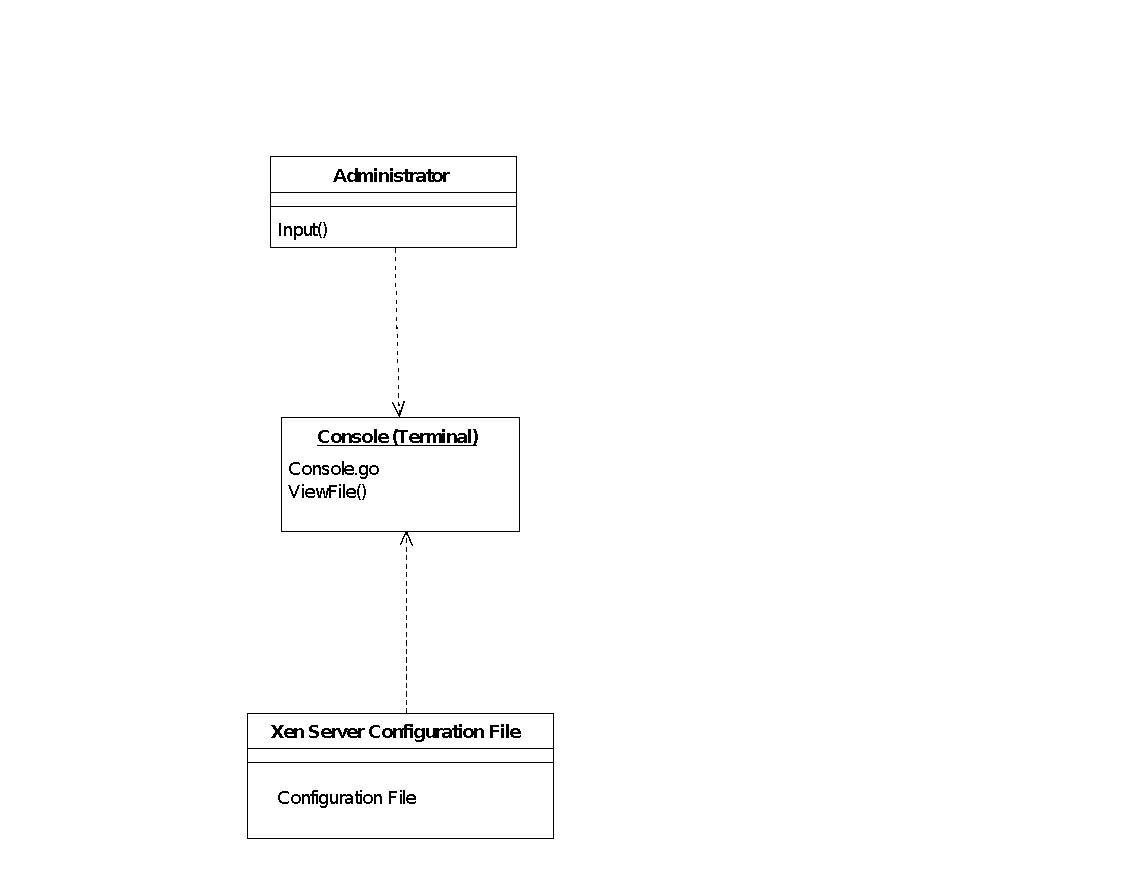 Administrator
Input()
Console (Terminal)
Console.go
ViewFile()
Xen Server Configuration File
Configuration File